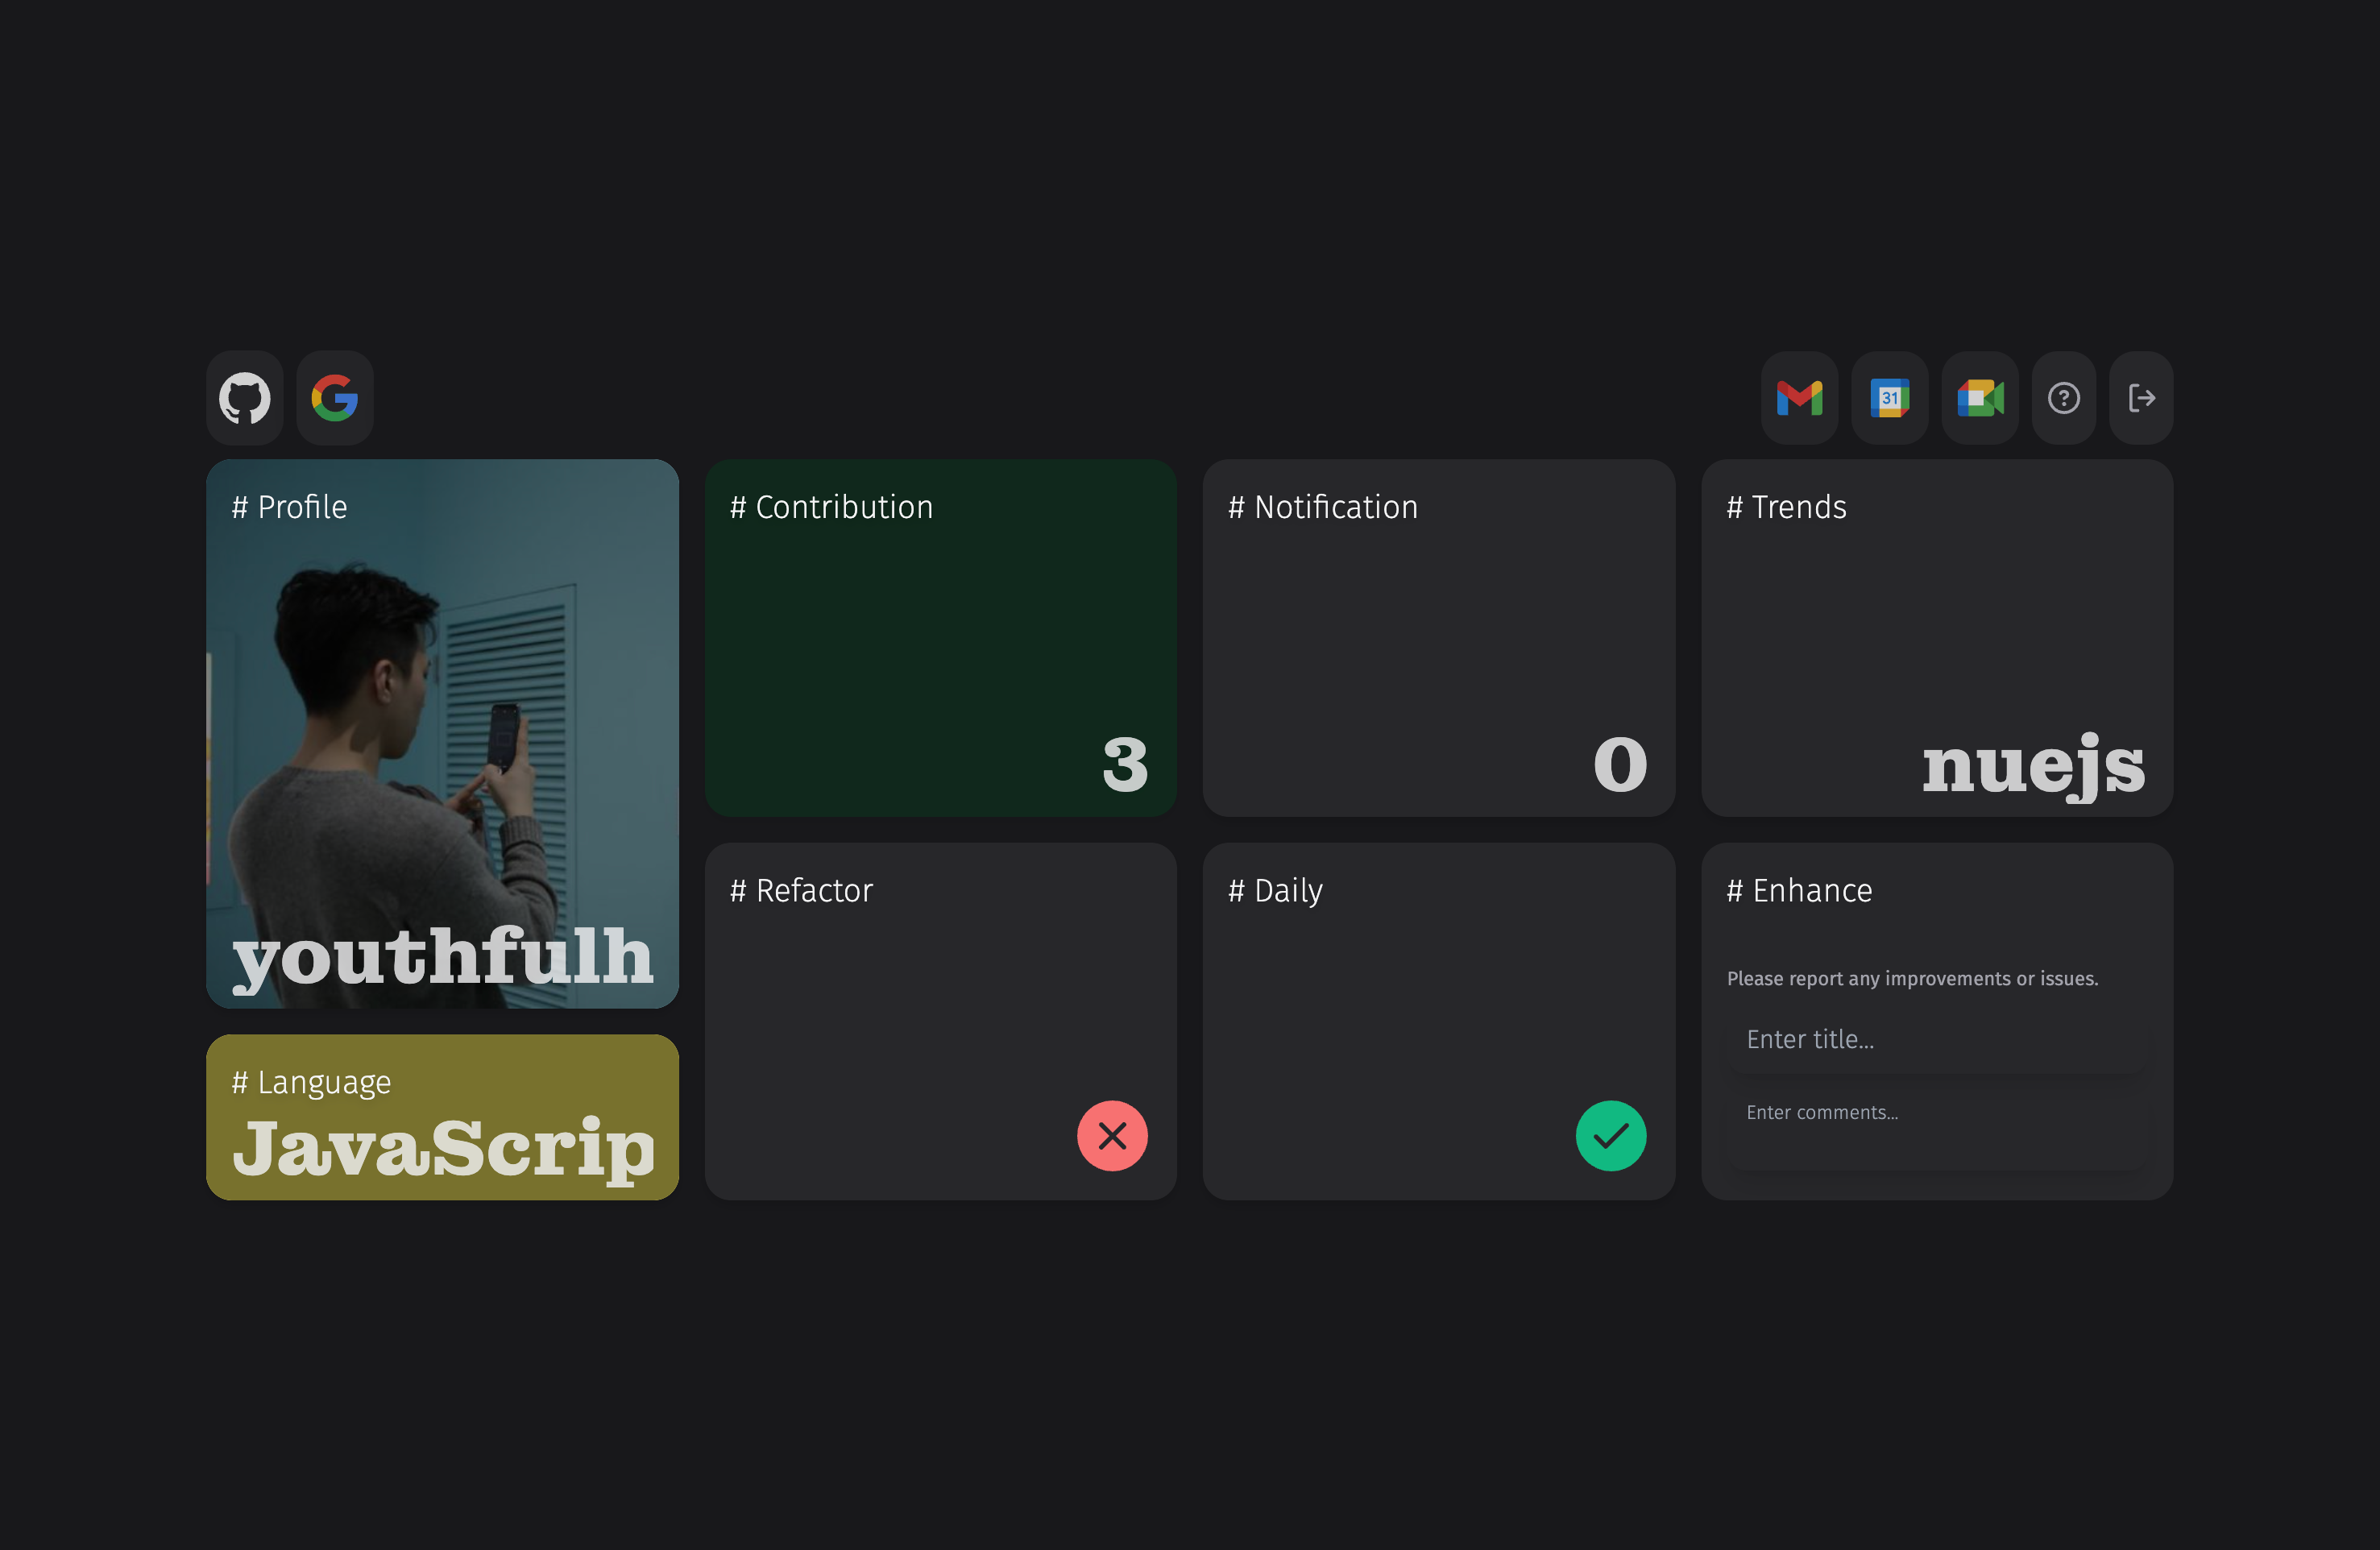 31
# Profile
# Contribution
# Notification
# Trends
3
0
nuejs
youthfulh
# Refactor
# Daily
# Enhance
Please report any improvements or issues.
Enter title...
Enter comments...
# Language
JavaScrip